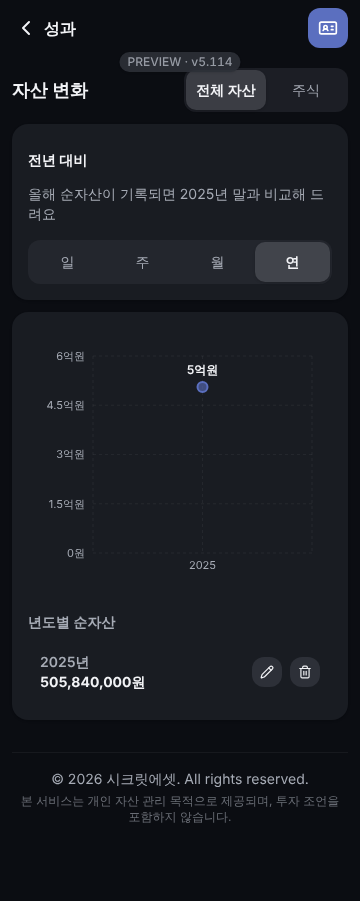 성과
PREVIEW · v5.114
자산 변화
전체 자산
주식
전년 대비
올해 순자산이 기록되면 2025년 말과 비교해 드
려요
일
주
월
연
6억원
5억원
4.5억원
3억원
1.5억원
0원
2025
년도별 순자산
2025년
505,840,000원
© 2026 시크릿에셋. All rights reserved.
본 서비스는 개인 자산 관리 목적으로 제공되며, 투자 조언을
포함하지 않습니다.